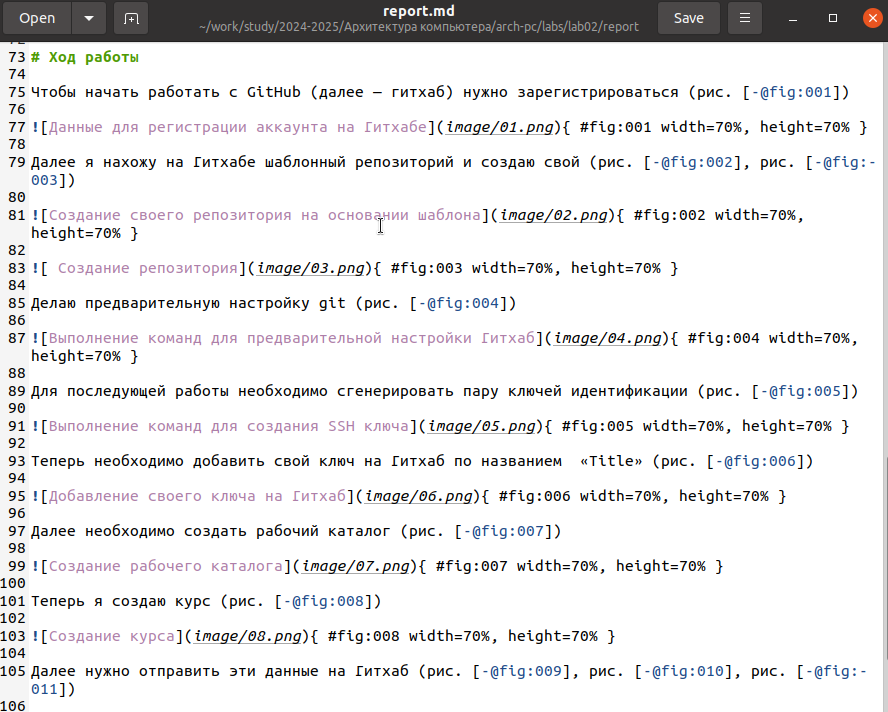 Open
report.md
~/work/study/2024-2025/Архитектура компьютера/arch-pc/labs/lab02/report
Save
73 # Ход работы
74
75 Чтобы начать работать с GitHub (далее — гитхаб) нужно зарегистрироваться (рис. [-@fig:001])
76
77 ![Данные для регистрации аккаунта на Гитхабе](image/01.png){ #fig:001 width=70%, height=70% }
78
79 Далее я нахожу на Гитхабе шаблонный репозиторий и создаю свой (рис. [-@fig:002], рис. [-@fig:-
003])
80
81 ![Создание своего репозитория на основании шаблона](image/02.png){ #fig:002 width=70%,
height=70% }
82
83 ![ Создание репозитория](image/03.png){ #fig:003 width=70%, height=70% }
84
85 Делаю предварительную настройку git (рис. [-@fig:004])
86
87 ![Выполнение команд для предварительной настройки Гитхаб](image/04.png){ #fig:004 width=70%,
height=70% }
88
89 Для последующей работы необходимо сгенерировать пару ключей идентификации (рис. [-@fig:005])
90
91 ![Выполнение команд для создания SSH ключа](image/05.png){ #fig:005 width=70%, height=70% }
92
93 Теперь необходимо добавить свой ключ на Гитхаб по названием  «Title» (рис. [-@fig:006])
94
95 ![Добавление своего ключа на Гитхаб](image/06.png){ #fig:006 width=70%, height=70% }
96
97 Далее необходимо создать рабочий каталог (рис. [-@fig:007])
98
99 ![Создание рабочего каталога](image/07.png){ #fig:007 width=70%, height=70% }
100
101 Теперь я создаю курс (рис. [-@fig:008])
102
103 ![Создание курса](image/08.png){ #fig:008 width=70%, height=70% }
104
105 Далее нужно отправить эти данные на Гитхаб (рис. [-@fig:009], рис. [-@fig:010], рис. [-@fig:-
011])
106